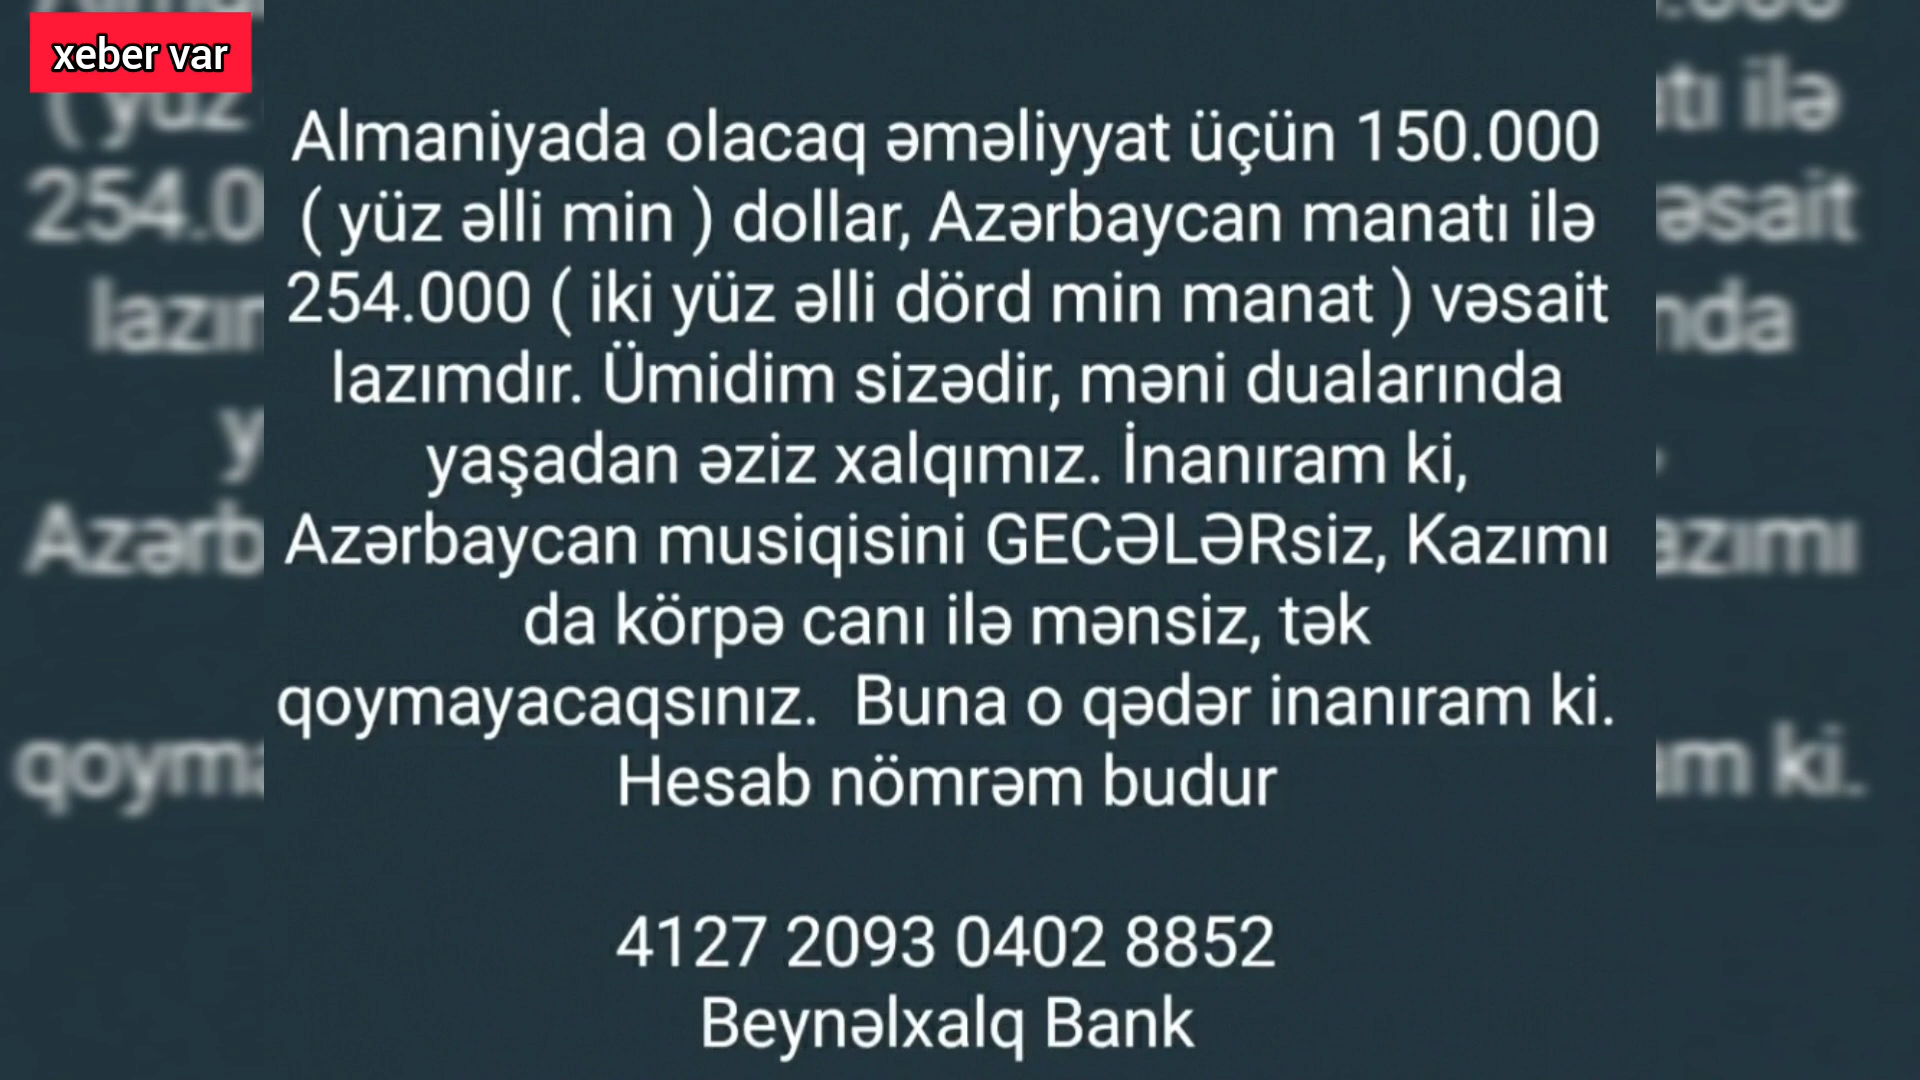 xeber var
Almaniyada olacaq əməliyyat üçün 150.000
( yüz əlli min ) dollar, Azərbaycan manatı ilə
254.000 ( iki yüz əlli dörd min manat ) vəsait
lazımdır. Ümidim sizədir, məni dualarında
yaşadan əziz xalqımız. İnanıram ki,
Azərbaycan musiqisini GECƏLƏRsiz, Kazımı
da körpə canı ilə mənsiz, tək
qoymayacaqsınız.  Buna o qədər inanıram ki.
Hesab nömrəm budur
4127 2093 0402 8852
Beynəlxalq Bank